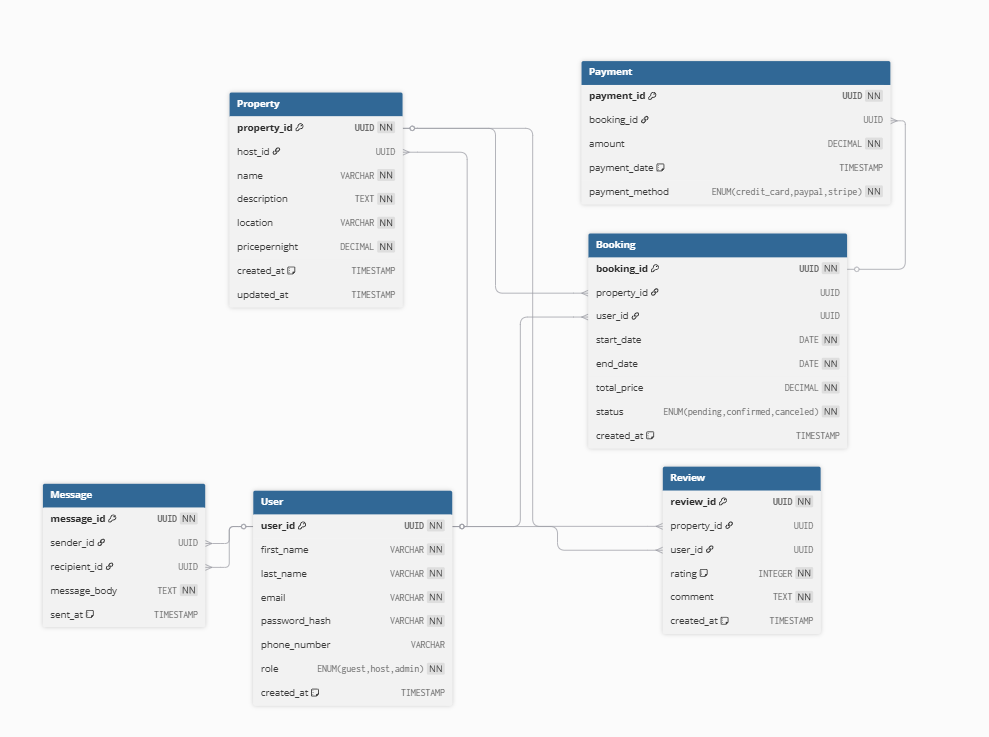 Payment
payment_id UUID NN
booking_id UUID
amount DECIMAL NN
payment_date TIMESTAMP
payment_method ENUM(credit_card,paypal,stripe) NN
Property
property_id UUID NN
host_id UUID
name VARCHAR NN
description TEXT NN
location VARCHAR NN
pricepernight DECIMAL NN
created_at TIMESTAMP
updated_at TIMESTAMP
Booking
booking_id UUID NN
property_id UUID
user_id UUID
start_date DATE NN
end_date DATE NN
total_price DECIMAL NN
status ENUM(pending,confirmed,canceled) NN
created_at TIMESTAMP
Message
message_id UUID NN
sender_id UUID
recipient_id UUID
message_body TEXT NN
sent_at TIMESTAMP
User
user_id UUID NN
first_name VARCHAR NN
last_name VARCHAR NN
email VARCHAR NN
password_hash VARCHAR NN
phone_number VARCHAR
role ENUM(guest,host,admin) NN
created_at TIMESTAMP
Review
review_id UUID NN
property_id UUID
user_id UUID
rating INTEGER NN
comment TEXT NN
created_at TIMESTAMP